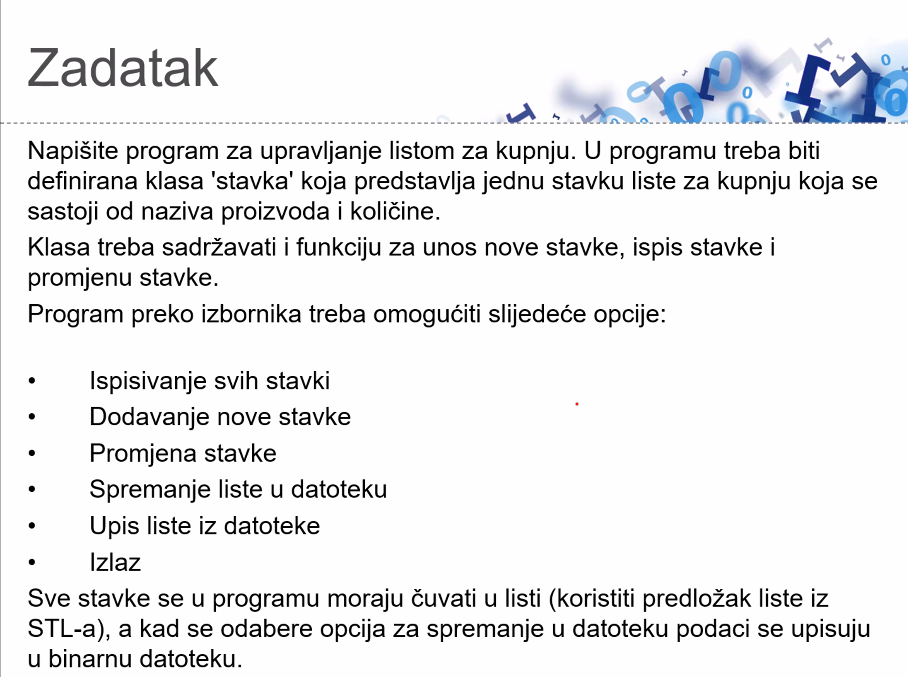 Zadatak
Napišite program za upravljanje listom za kupnju. U programu treba biti
definirana klasa 'stavka' koja predstavlja jednu stavku liste za kupnju koja se
sastoji od naziva proizvoda i količine.
Klasa treba sadržavati i funkciju za unos nove stavke, ispis stavke i
promjenu stavke.
Program preko izbornika treba omogućiti slijedeće opcije:
• Ispisivanje svih stavki
• Dodavanje nove stavke
• Promjena stavke
• Spremanje liste u datoteku
• Upis liste iz datoteke
• Izlaz
Sve stavke se u programu moraju čuvati u listi (koristiti predložak liste iz
STL-a), a kad se odabere opcija za spremanje u datoteku podaci se upisuju
u binarnu datoteku.